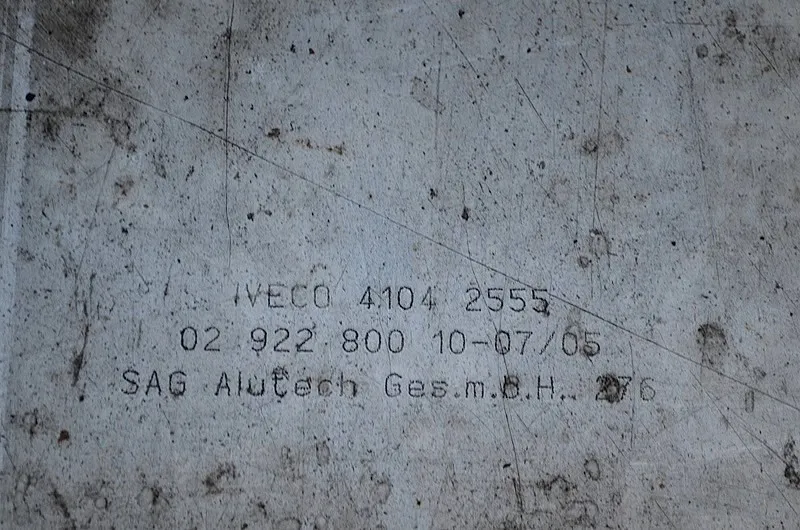 IVECO 4104 2555
02 922 800 10-07/05
SAG Alutech Ges.m.b.H.. 276